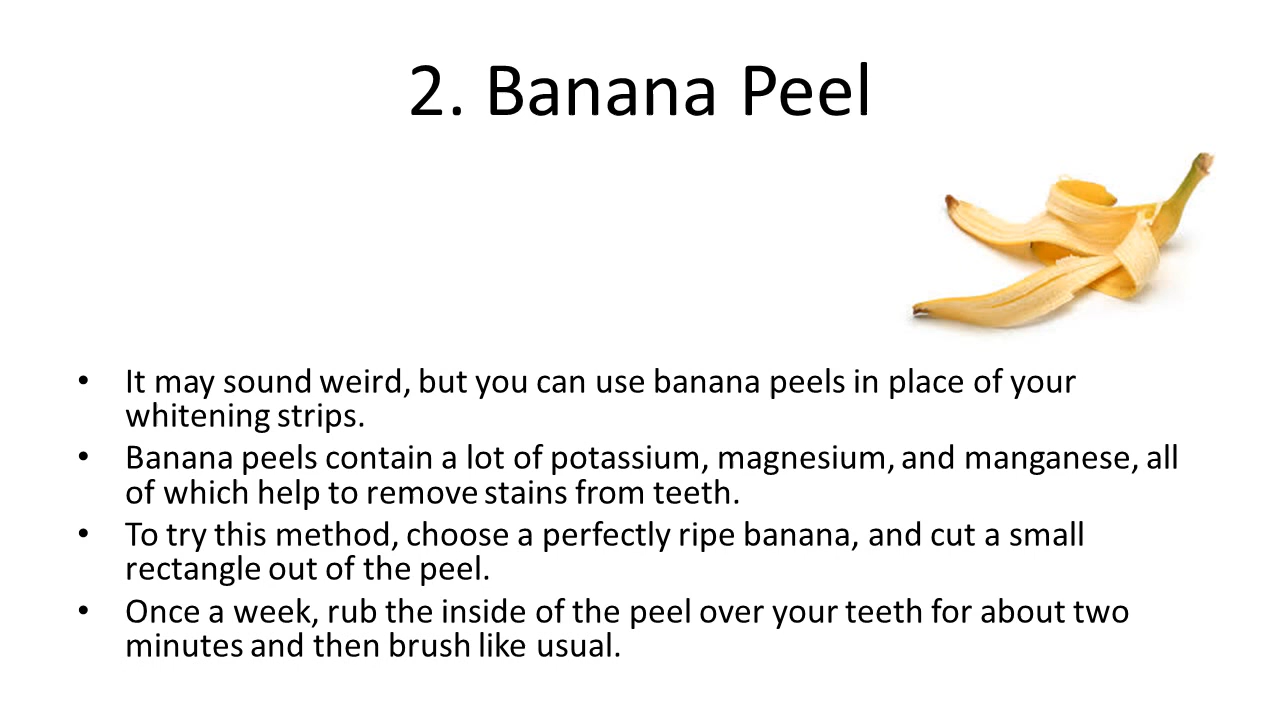 2. Banana Peel
• It may sound weird, but you can use banana peels in place of your
whitening strips.
• Banana peels contain a lot of potassium, magnesium, and manganese, all
of which help to remove stains from teeth.
• To try this method, choose a perfectly ripe banana, and cut a small
rectangle out of the peel.
• Once a week, rub the inside of the peel over your teeth for about two
minutes and then brush like usual.